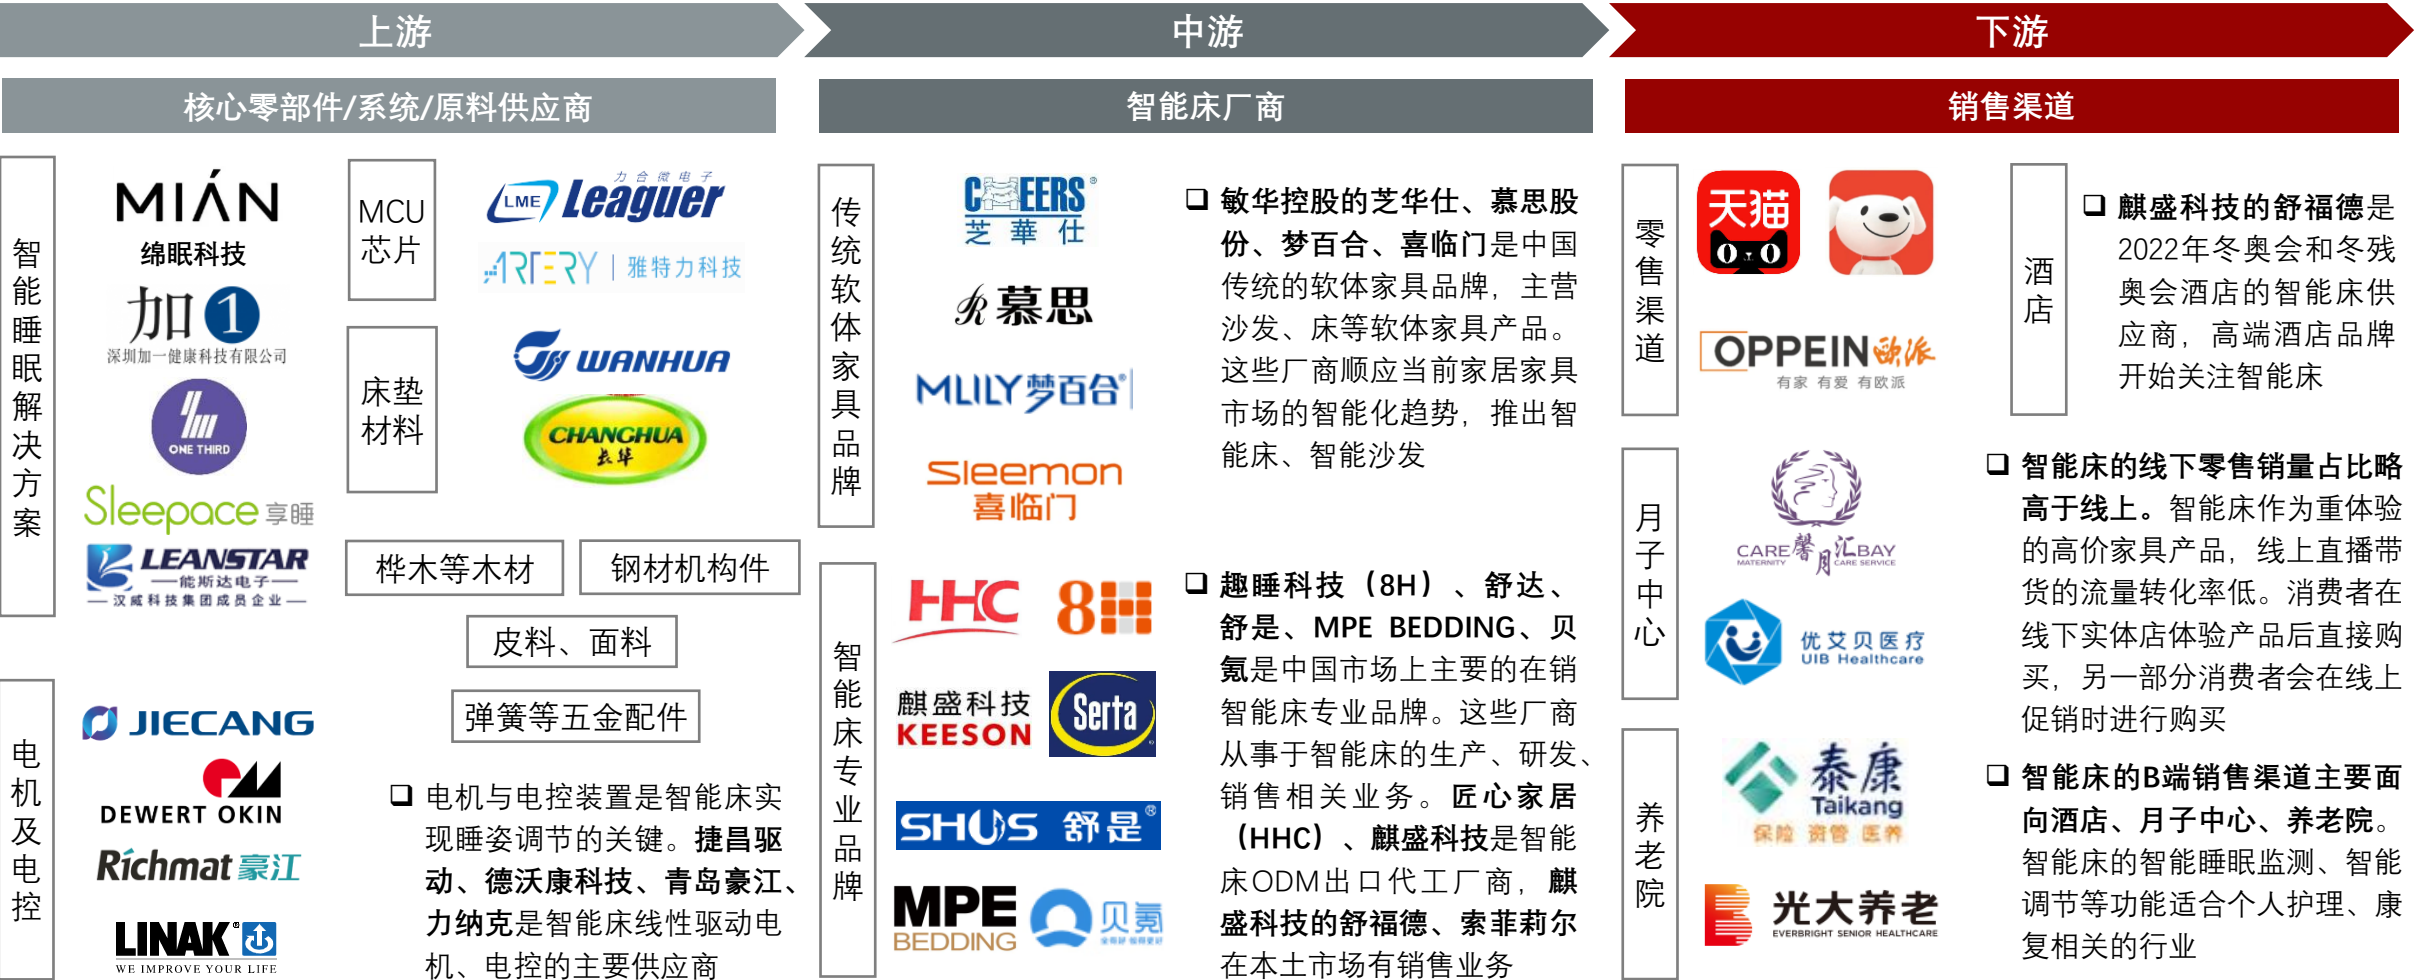 上游
中游
下游
核心零部件/系统/原料供应商
智能床厂商
销售渠道
智能睡眠解决方案
MIÁN
绵眠科技
加1
深圳加一健康科技有限公司
ONE THIRD
Sleepace享睡
LEANSTAR
能斯达电子
汉威科技集团成员企业
MCU
芯片
力合微电子
LME Leaguer
ARTERY 雅特力科技
床垫
材料
WANHUA
CHANGHUA
长华
桦木等木材
钢材机构件
皮料、面料
弹簧等五金配件
电机及电控
JIECANG
DEWERT OKIN
Richmat豪江
LINAK®
WE IMPROVE YOUR LIFE
❑ 电机与电控装置是智能床实
现睡姿调节的关键。捷昌驱
动、德沃康科技、青岛豪江、
力纳克是智能床线性驱动电
机、电控的主要供应商
传统软体家具品牌
CHEERS®
芝華仕
慕思
MLILY梦百合
Sleemon
喜临门
❑ 敏华控股的芝华仕、慕思股
份、梦百合、喜临门是中国
传统的软体家具品牌，主营
沙发、床等软体家具产品。
这些厂商顺应当前家居家具
市场的智能化趋势，推出智
能床、智能沙发
智能床专业品牌
HHC
8H
麒盛科技
KEESON
Serta
SHUS 舒是®
MPE
BEDDING
贝氪
❑ 趣睡科技（8H）、舒达、
舒是、MPE BEDDING、贝
氪是中国市场上主要的在销
智能床专业品牌。这些厂商
从事于智能床的生产、研发、
销售相关业务。匠心家居
（HHC）、麒盛科技是智能
床ODM出口代工厂商，麒
盛科技的舒福德、索菲莉尔
在本土市场有销售业务
零售渠道
天猫
OPPEIN欧派
有家 有爱 有欧派
酒店
❑ 麒盛科技的舒福德是
2022年冬奥会和冬残
奥会酒店的智能床供
应商，高端酒店品牌
开始关注智能床
月子中心
CARE馨月汇BAY
MATERNITY CARE SERVICE
优艾贝医疗
UIB Healthcare
❑ 智能床的线下零售销量占比略
高于线上。智能床作为重体验
的高价家具产品，线上直播带
货的流量转化率低。消费者在
线下实体店体验产品后直接购
买，另一部分消费者会在线上
促销时进行购买
养老院
泰康
Taikang
保险 资管 医养
光大养老
EVERBRIGHT SENIOR HEALTHCARE
❑ 智能床的B端销售渠道主要面
向酒店、月子中心、养老院。
智能床的智能睡眠监测、智能
调节等功能适合个人护理、康
复相关的行业